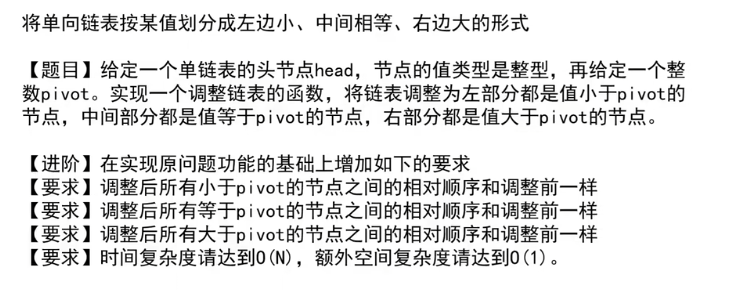 将单向链表按某值划分成左边小、中间相等、右边大的形式
【题目】给定一个单链表的头节点head，节点的值类型是整型，再给定一个整
数pivot。实现一个调整链表的函数，将链表调整为左部分都是值小于pivot的
节点，中间部分都是值等于pivot的节点，右部分都是值大于pivot的节点。
【进阶】在实现原问题功能的基础上增加如下的要求
【要求】调整后所有小于pivot的节点之间的相对顺序和调整前一样
【要求】调整后所有等于pivot的节点之间的相对顺序和调整前一样
【要求】调整后所有大于pivot的节点之间的相对顺序和调整前一样
【要求】时间复杂度请达到O(N)，额外空间复杂度请达到O(1)。